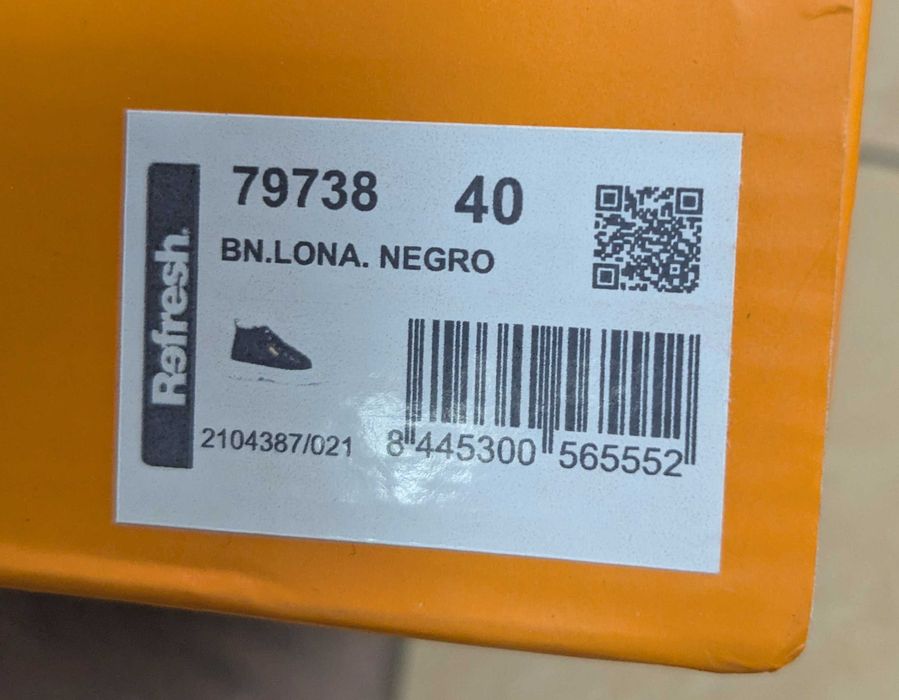 Refresh.
79738 40
BN.LONA. NEGRO
2104387/021
8 445300 565552